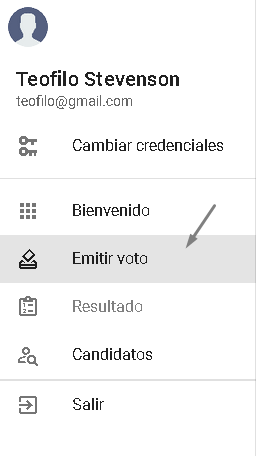 Teofilo Stevenson
teofilo@gmail.com
Cambiar credenciales
Bienvenido
Emitir voto
Resultado
Candidatos
Salir